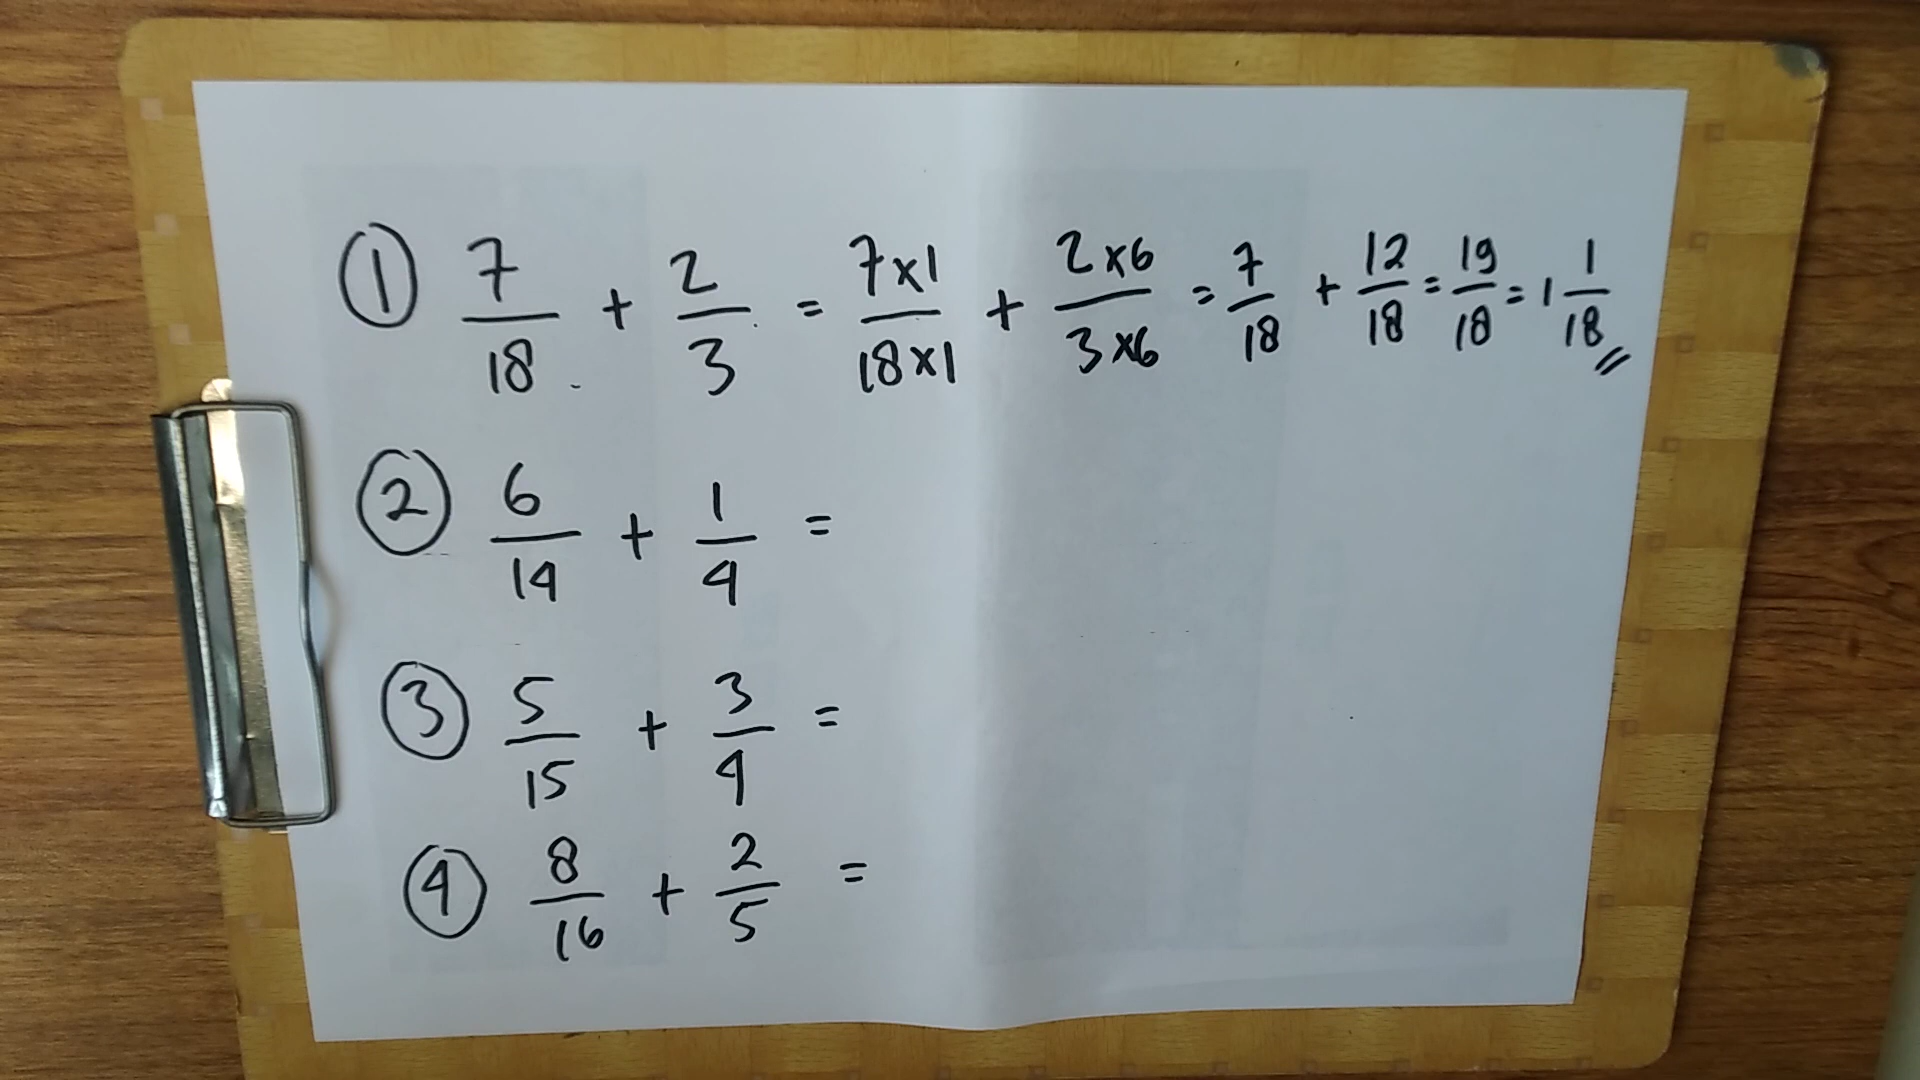 ① 7/18 + 2/3 = 7x1/18x1 + 2x6/3x6 = 7/18 + 12/18 = 19/18 = 1 1/18 //
② 6/14 + 1/4 =
③ 5/15 + 3/4 =
④ 8/16 + 2/5 =